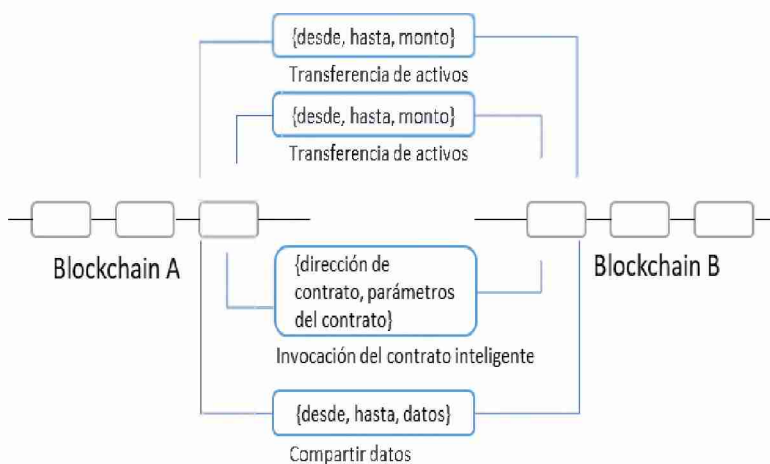 {desde, hasta, monto}
Transferencia de activos
{desde, hasta, monto}
Transferencia de activos
Blockchain A
Blockchain B
{dirección de
contrato, parámetros
del contrato}
Invocación del contrato inteligente
{desde, hasta, datos}
Compartir datos